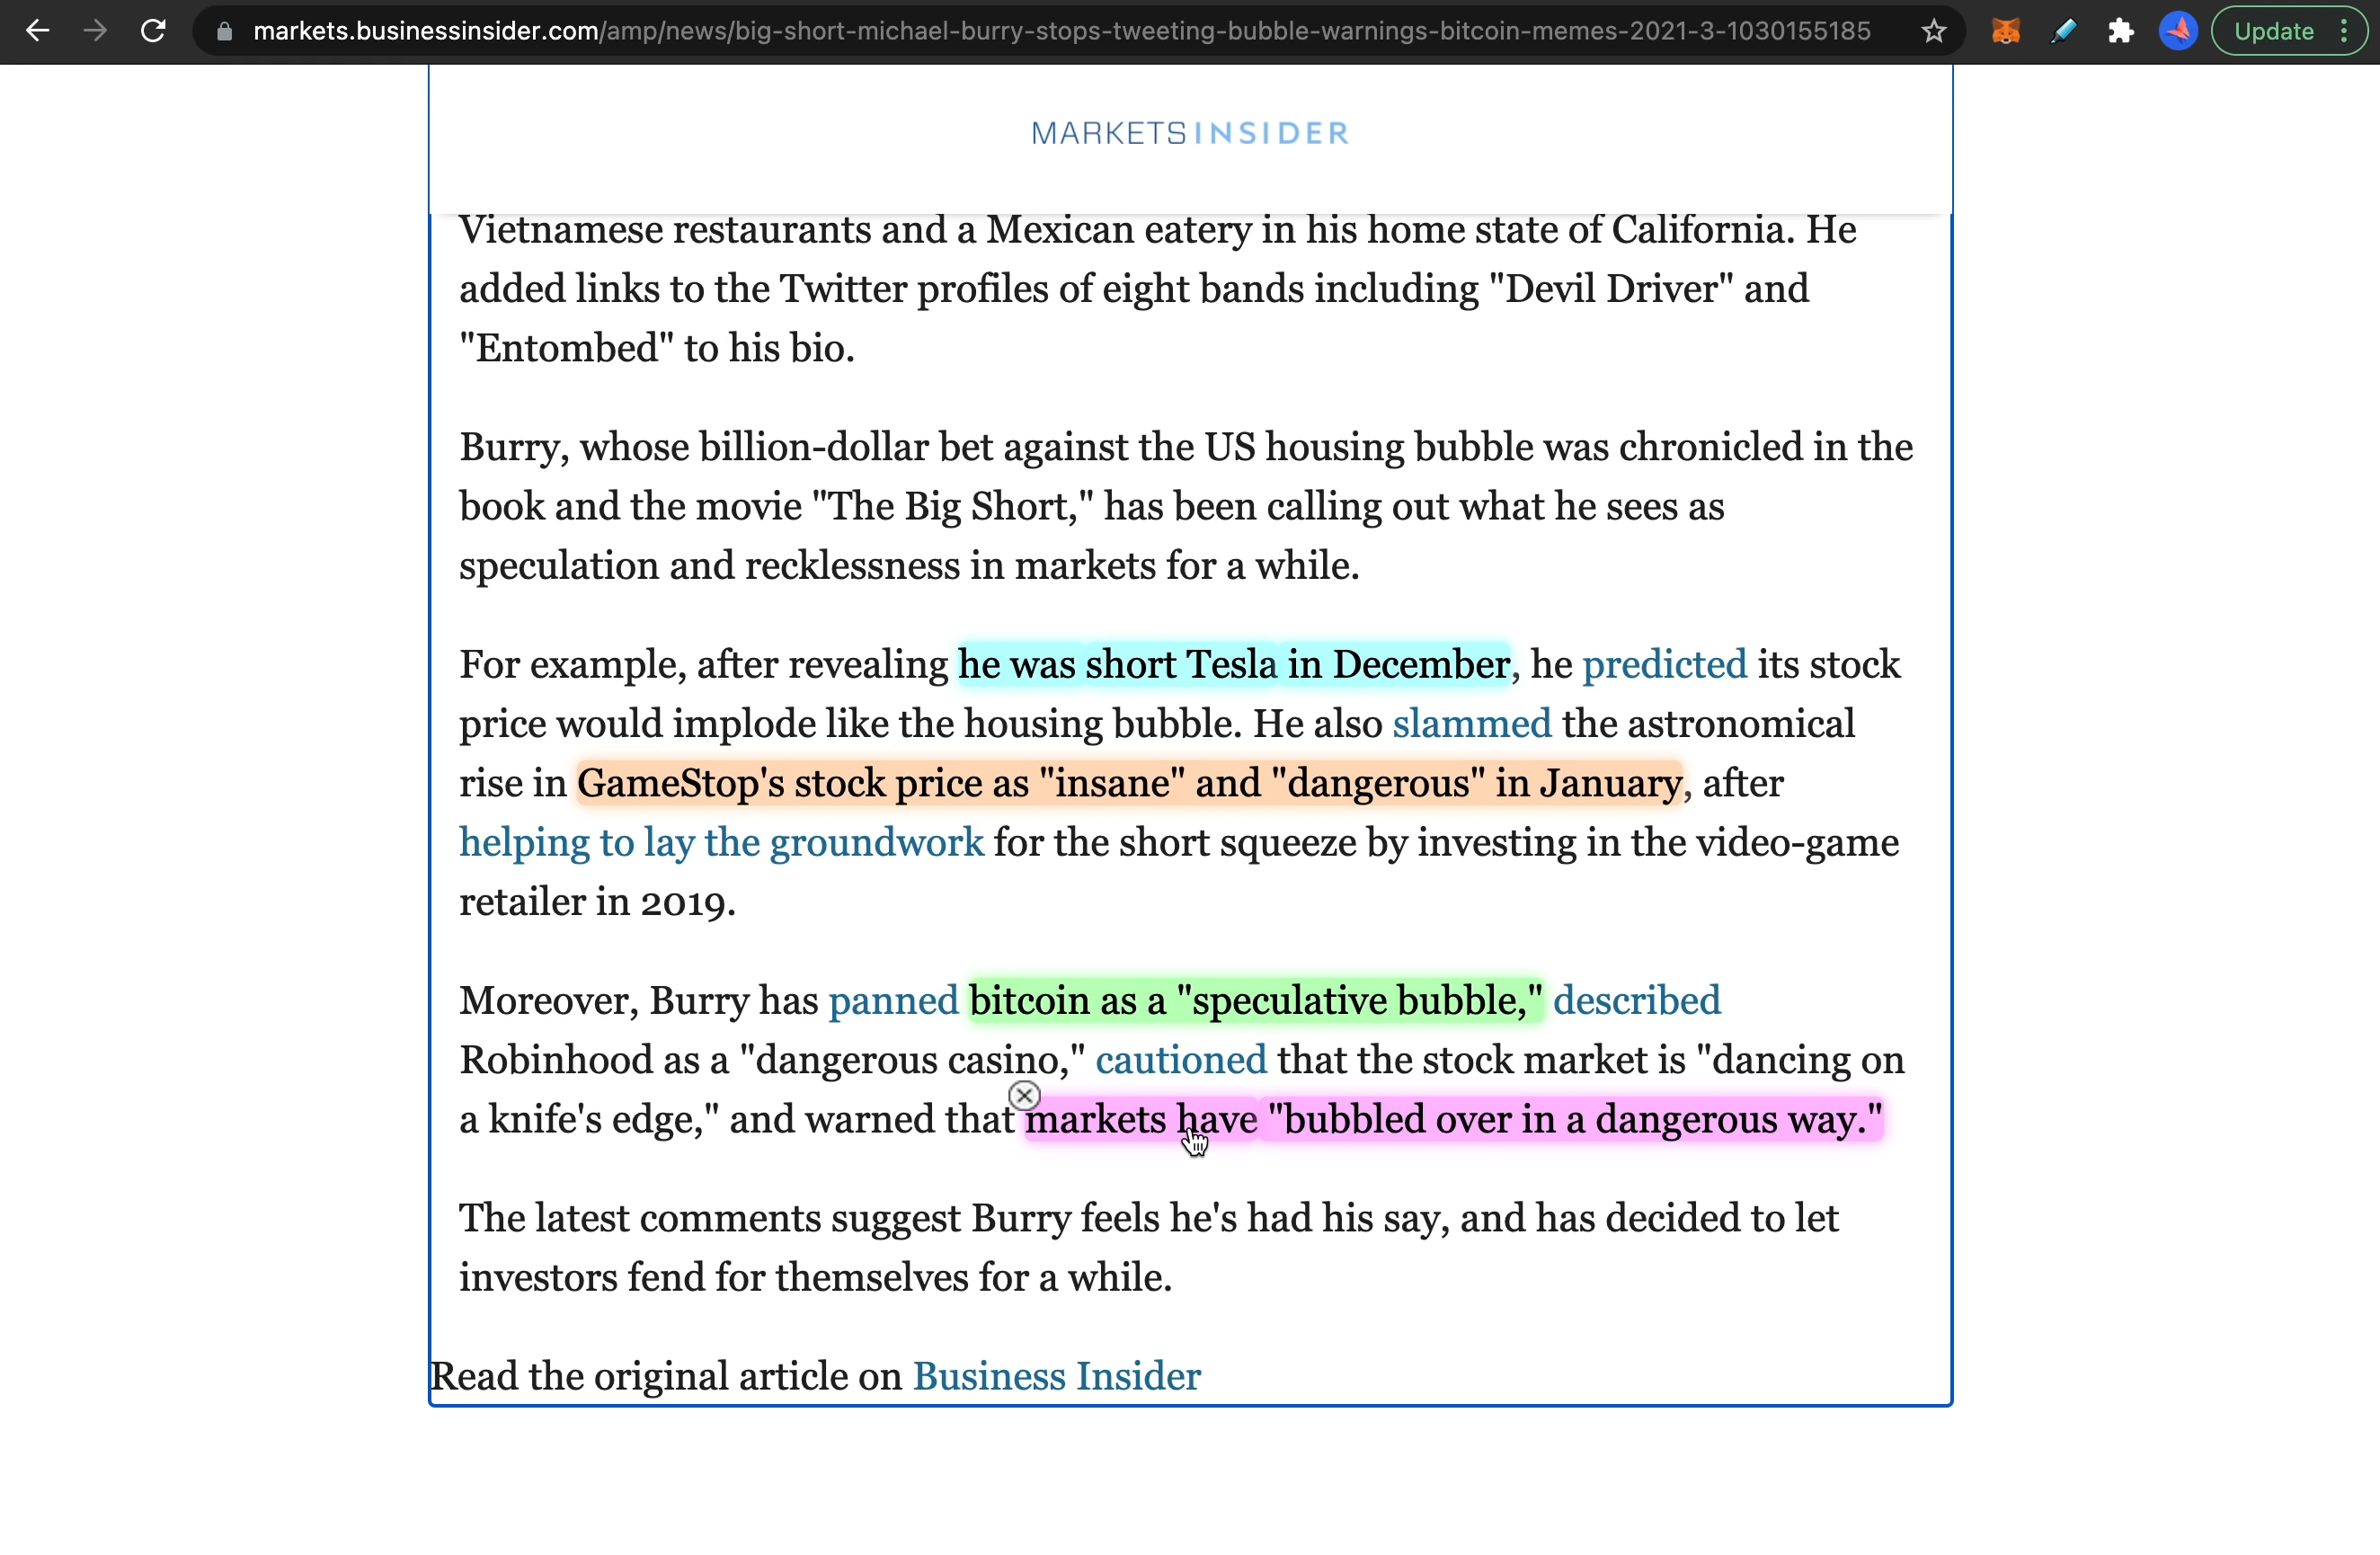 markets.businessinsider.com/amp/news/big-short-michael-burry-stops-tweeting-bubble-warnings-bitcoin-memes-2021-3-1030155185
Update
MARKETS INSIDER
Vietnamese restaurants and a Mexican eatery in his home state of California. He
added links to the Twitter profiles of eight bands including "Devil Driver" and
"Entombed" to his bio.
Burry, whose billion-dollar bet against the US housing bubble was chronicled in the
book and the movie "The Big Short," has been calling out what he sees as
speculation and recklessness in markets for a while.
For example, after revealing he was short Tesla in December, he predicted its stock
price would implode like the housing bubble. He also slammed the astronomical
rise in GameStop's stock price as "insane" and "dangerous" in January, after
helping to lay the groundwork for the short squeeze by investing in the video-game
retailer in 2019.
Moreover, Burry has panned bitcoin as a "speculative bubble," described
Robinhood as a "dangerous casino," cautioned that the stock market is "dancing on
a knife's edge," and warned that markets have "bubbled over in a dangerous way."
The latest comments suggest Burry feels he's had his say, and has decided to let
investors fend for themselves for a while.
Read the original article on Business Insider